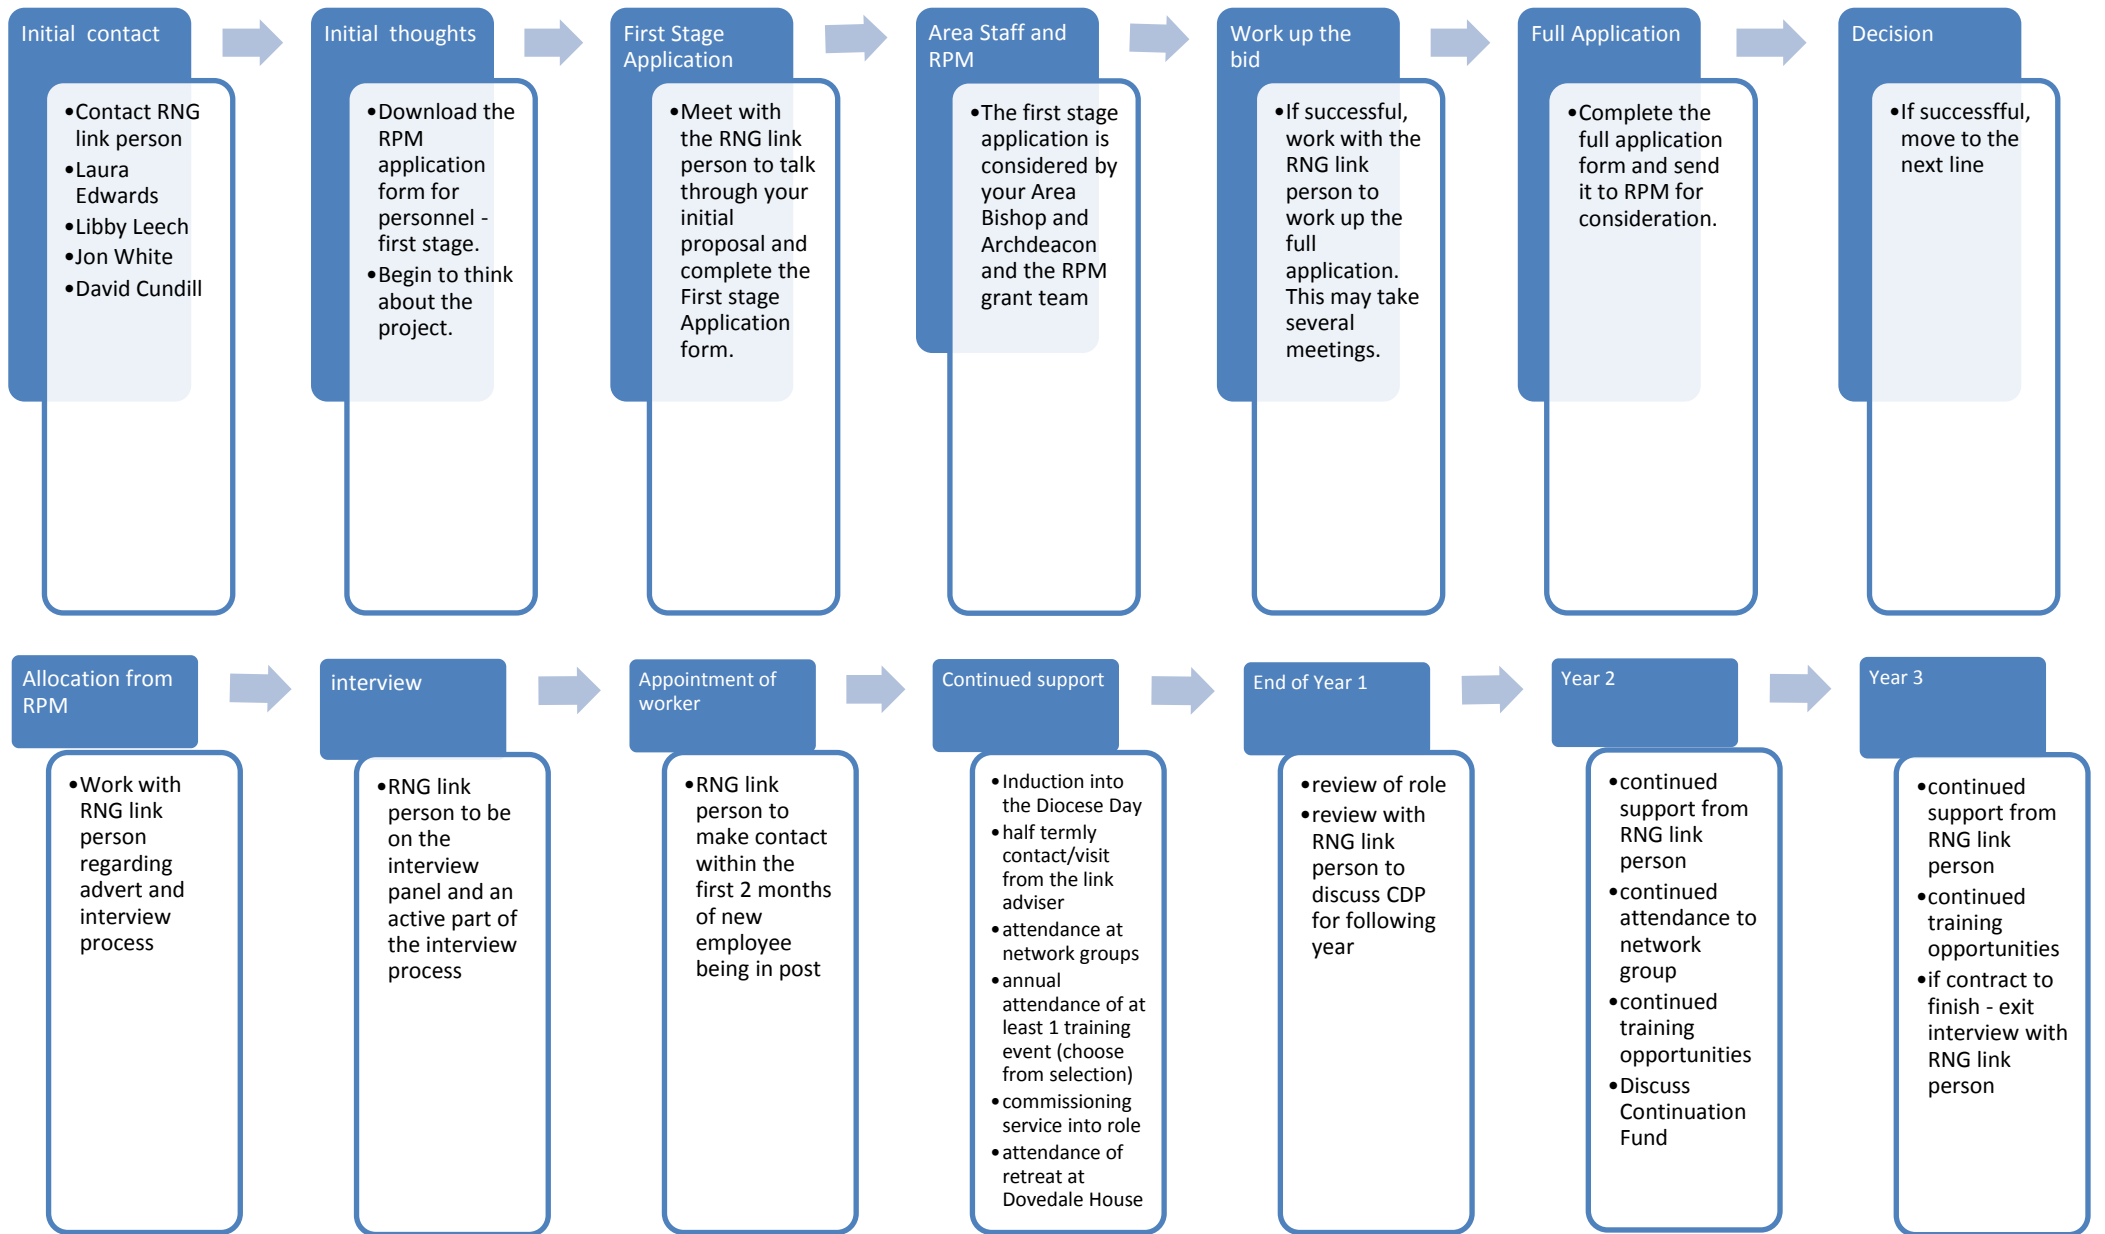 Initial  contact
•Contact RNG
link person
•Laura
Edwards
•Libby Leech
•Jon White
•David Cundill
Initial  thoughts
•Download the
RPM
application
form for
personnel -
first stage.
•Begin to think
about the
project.
First Stage
Application
•Meet with
the RNG link
person to talk
through your
initial
proposal and
complete the
First stage
Application
form.
Area Staff and
RPM
•The first stage
application is
considered by
your Area
Bishop and
Archdeacon
and the RPM
grant team
Work up the
bid
•If successful,
work with the
RNG link
person to
work up the
full
application.
This may take
several
meetings.
Full Application
•Complete the
full application
form and send
it to RPM for
consideration.
Decision
•If successfful,
move to the
next line
Allocation from
RPM
•Work with
RNG link
person
regarding
advert and
interview
process
interview
•RNG link
person to be
on the
interview
panel and an
active part of
the interview
process
Appointment of
worker
•RNG link
person to
make contact
within the
first 2 months
of new
employee
being in post
Continued support
•Induction into
the Diocese Day
•half termly
contact/visit
from the link
adviser
•attendance at
network groups
•annual
attendance of at
least 1 training
event (choose
from selection)
•commissioning
service into role
•attendance of
retreat at
Dovedale House
End of Year 1
•review of role
•review with
RNG link
person to
discuss CDP
for following
year
Year 2
•continued
support from
RNG link
person
•continued
attendance to
network
group
•continued
training
opportunities
•Discuss
Continuation
Fund
Year 3
•continued
support from
RNG link
person
•continued
training
opportunities
•if contract to
finish - exit
interview with
RNG link
person